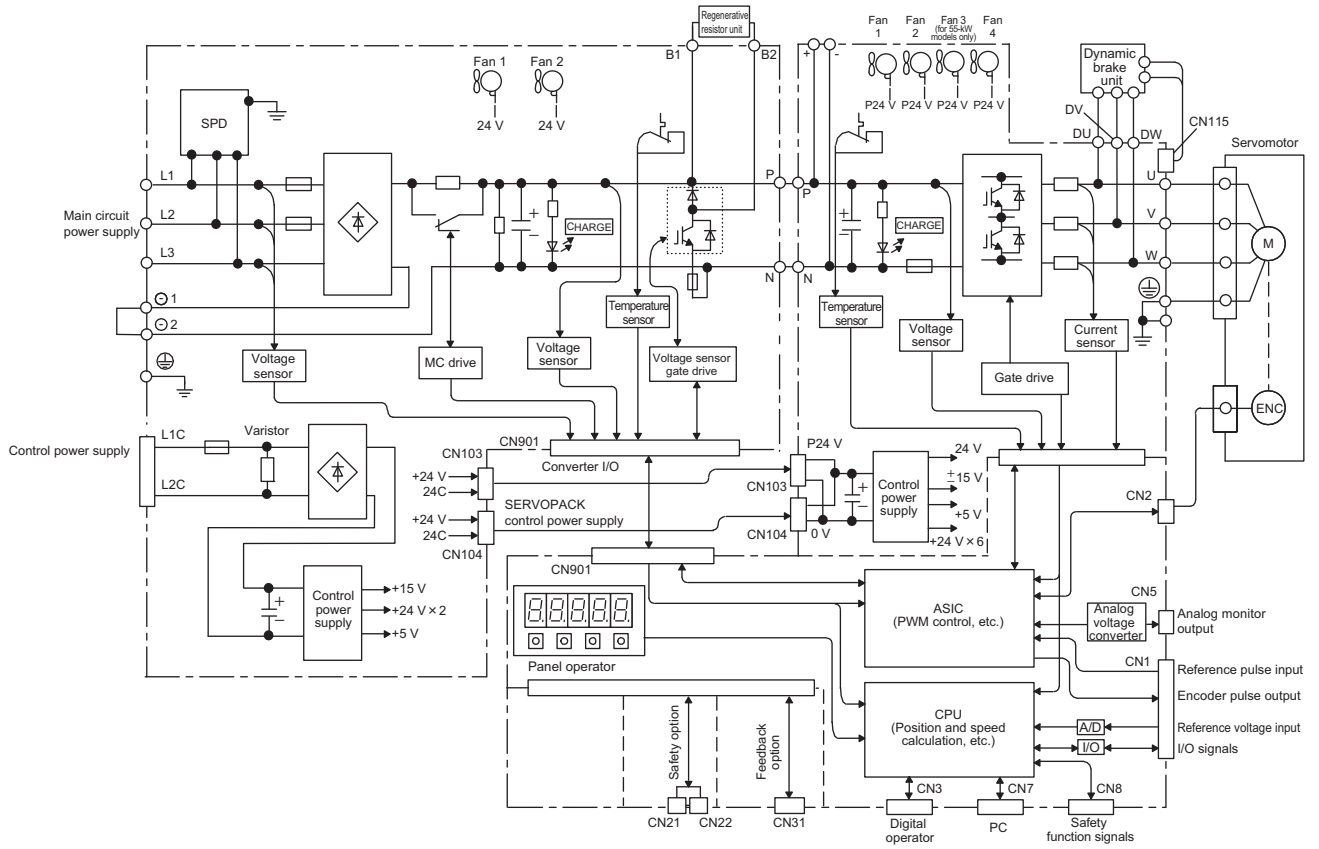 Regenerative
resistor unit
B1
B2
Fan 1
Fan 2
24 V
24 V
SPD
L1
L2
L3
Main circuit
power supply
⊖ 1
⊖ 2
+
−
CHARGE
P
N
Voltage
sensor
MC drive
Voltage
sensor
Temperature
sensor
Voltage sensor
gate drive
+
-
Fan
1
Fan
2
Fan 3
(for 55-kW
models only)
Fan
4
P24 V
P24 V
P24 V
P24 V
Dynamic
brake
unit
DV
DU
DW
CN115
Servomotor
P
N
+
−
CHARGE
U
V
W
M
ENC
Temperature
sensor
Voltage
sensor
Current
sensor
Gate drive
Control power supply
L1C
L2C
Varistor
CN901
Converter I/O
CN103
+24 V
24C
SERVOPACK
control power supply
+24 V
24C
CN104
P24 V
CN103
CN104
0 V
+
−
Control
power
supply
24 V
±15 V
+5 V
+24 V × 6
CN2
+
−
Control
power
supply
+15 V
+24 V × 2
+5 V
CN901
8.8.8.8.8.
Panel operator
ASIC
(PWM control, etc.)
CPU
(Position and speed
calculation, etc.)
CN5
Analog
voltage
converter
Analog monitor
output
CN1
Reference pulse input
Encoder pulse output
A/D
Reference voltage input
I/O
I/O signals
Safety option
Feedback
option
CN21
CN22
CN31
CN3
CN7
CN8
Digital
operator
PC
Safety
function signals